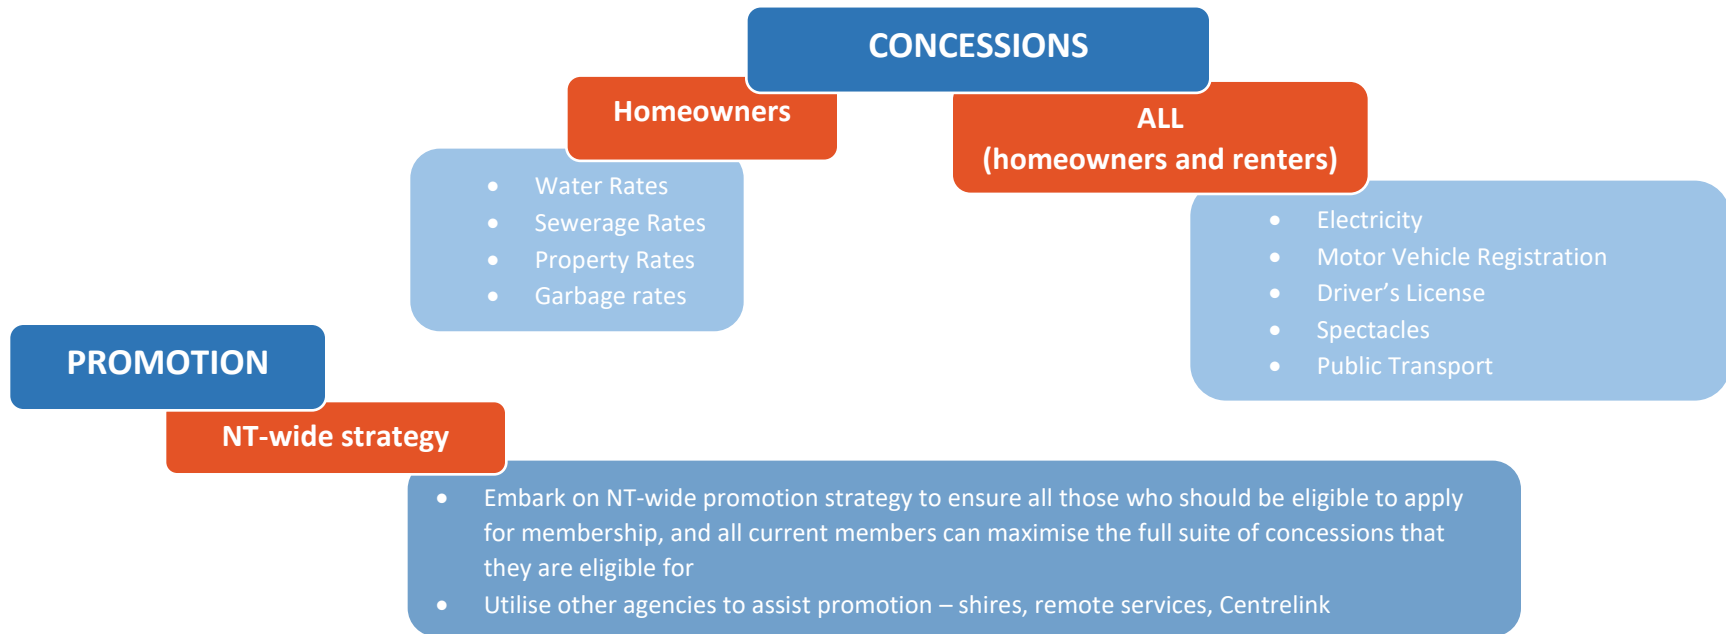 CONCESSIONS
Homeowners
ALL
(homeowners and renters)
• Water Rates
• Sewerage Rates
• Property Rates
• Garbage rates
• Electricity
• Motor Vehicle Registration
• Driver’s License
• Spectacles
• Public Transport
PROMOTION
NT-wide strategy
• Embark on NT-wide promotion strategy to ensure all those who should be eligible to apply
for membership, and all current members can maximise the full suite of concessions that
they are eligible for
• Utilise other agencies to assist promotion – shires, remote services, Centrelink